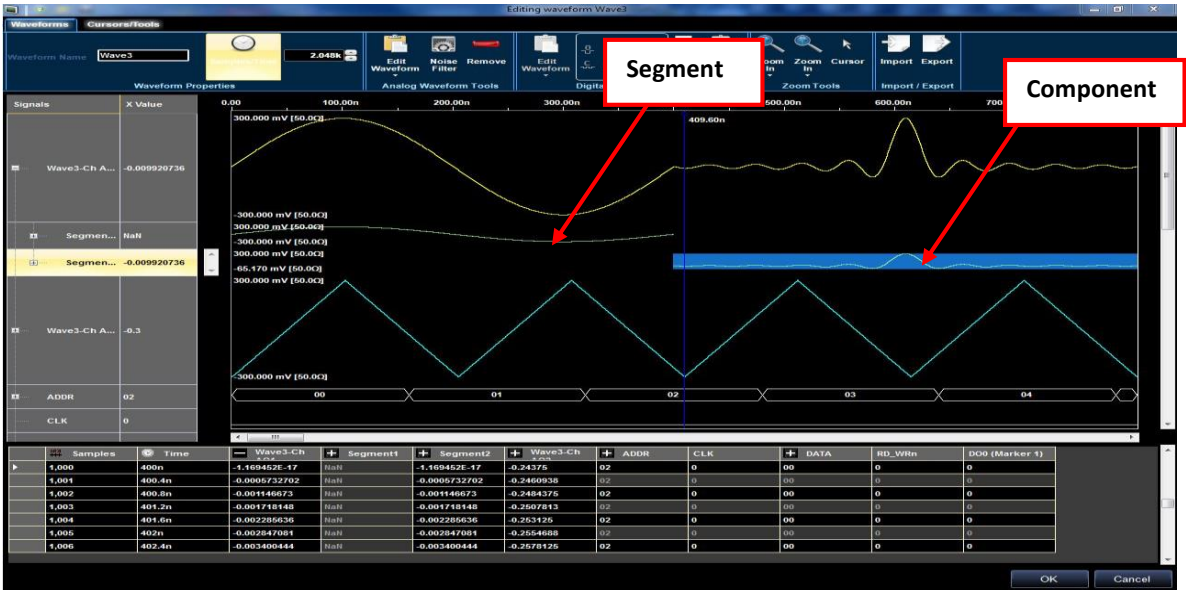 Editing waveform Wave3
Waveforms Cursors/Tools
Waveform Name Wave3 2.048k
Edit Waveform Noise Filter Remove Edit Waveform Zoom In Cursor Import Export
Waveform Properties Analog Waveform Tools Zoom Tools Import / Export
Segment
Component
Signals X Value 0.00 100.00n 200.00n 300.00n 500.00n 600.00n
300.000 mV [50.0Ω]
409.60n
Wave3-Ch A... -0.009920736
-300.000 mV [50.0Ω]
300.000 mV [50.0Ω]
Segmen... NaN
-300.000 mV [50.0Ω]
300.000 mV [50.0Ω]
Segmen... -0.009920736
-65.170 mV [50.0Ω]
300.000 mV [50.0Ω]
Wave3-Ch A... -0.3
-300.000 mV [50.0Ω]
ADDR 02 00 01 02 03 04
CLK 0
Samples Time Wave3-Ch Segment1 Segment2 Wave3-Ch ADDR CLK DATA RD_WRn DO0 (Marker 1)
1,000 400n -1.169452E-17 NaN -1.169452E-17 -0.24375 02 0 00 0 0
1,001 400.4n -0.0005732702 NaN -0.0005732702 -0.2460938 02 0 00 0 0
1,002 400.8n -0.001146673 NaN -0.001146673 -0.2484375 02 0 00 0 0
1,003 401.2n -0.001718148 NaN -0.001718148 -0.2507813 02 0 00 0 0
1,004 401.6n -0.002285636 NaN -0.002285636 -0.253125 02 0 00 0 0
1,005 402n -0.002847081 NaN -0.002847081 -0.2554688 02 0 00 0 0
1,006 402.4n -0.003400444 NaN -0.003400444 -0.2578125 02 0 00 0 0
OK Cancel